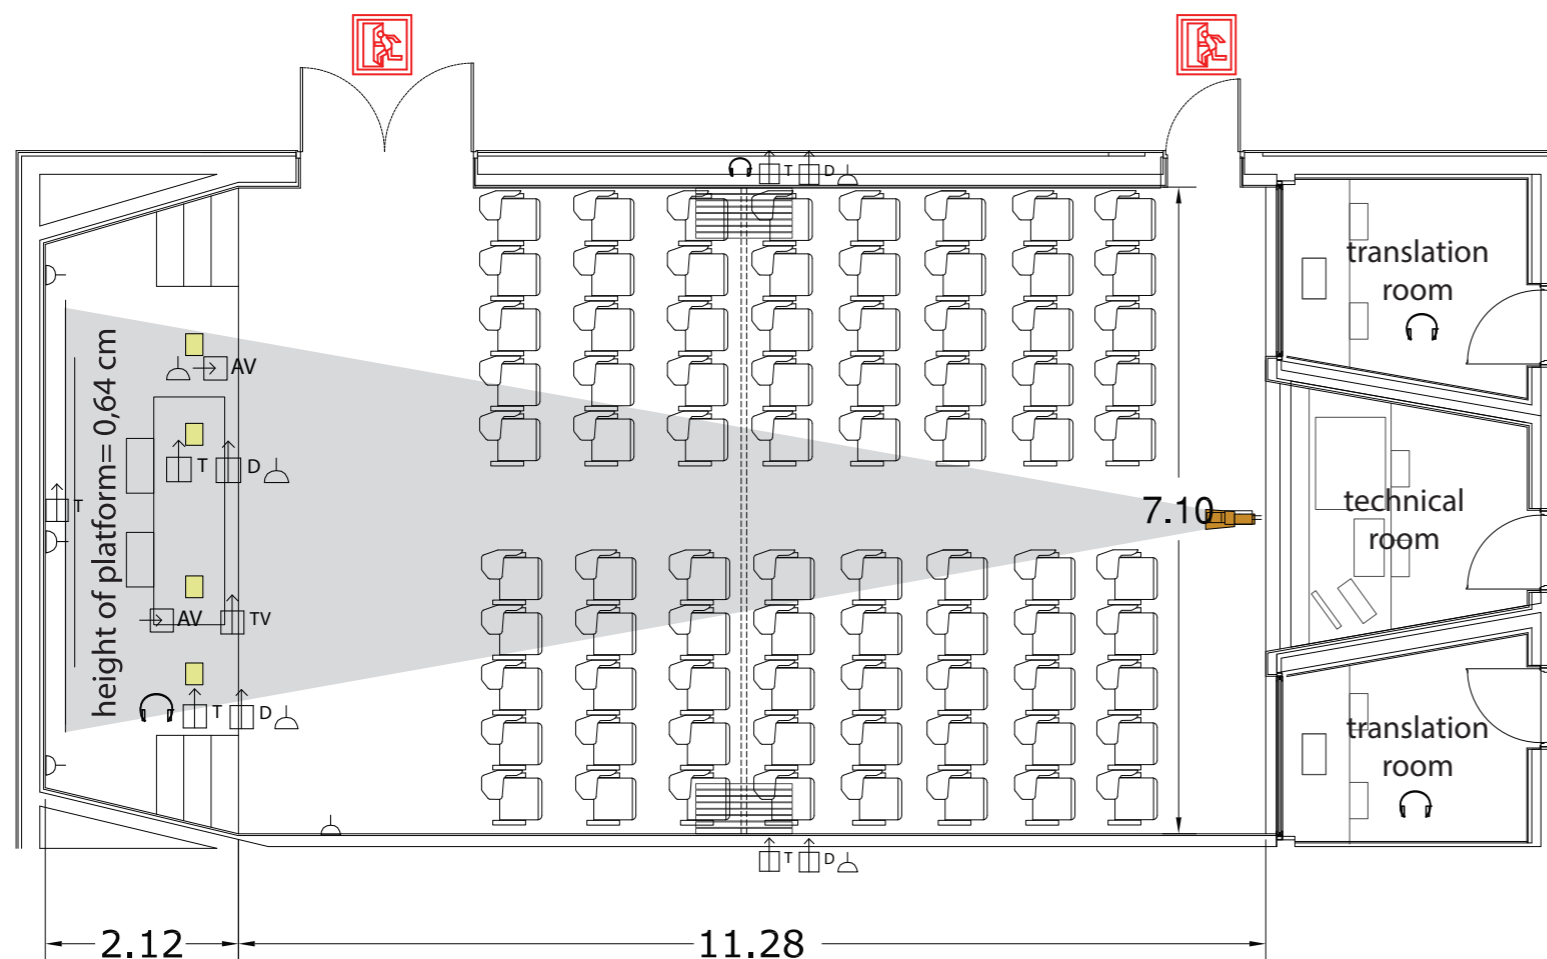 T
D
translation
room
height of platform= 0,64 cm
AV
T
D
T
7.10
technical
room
AV
TV
T
D
translation
room
T
D
2.12
11.28